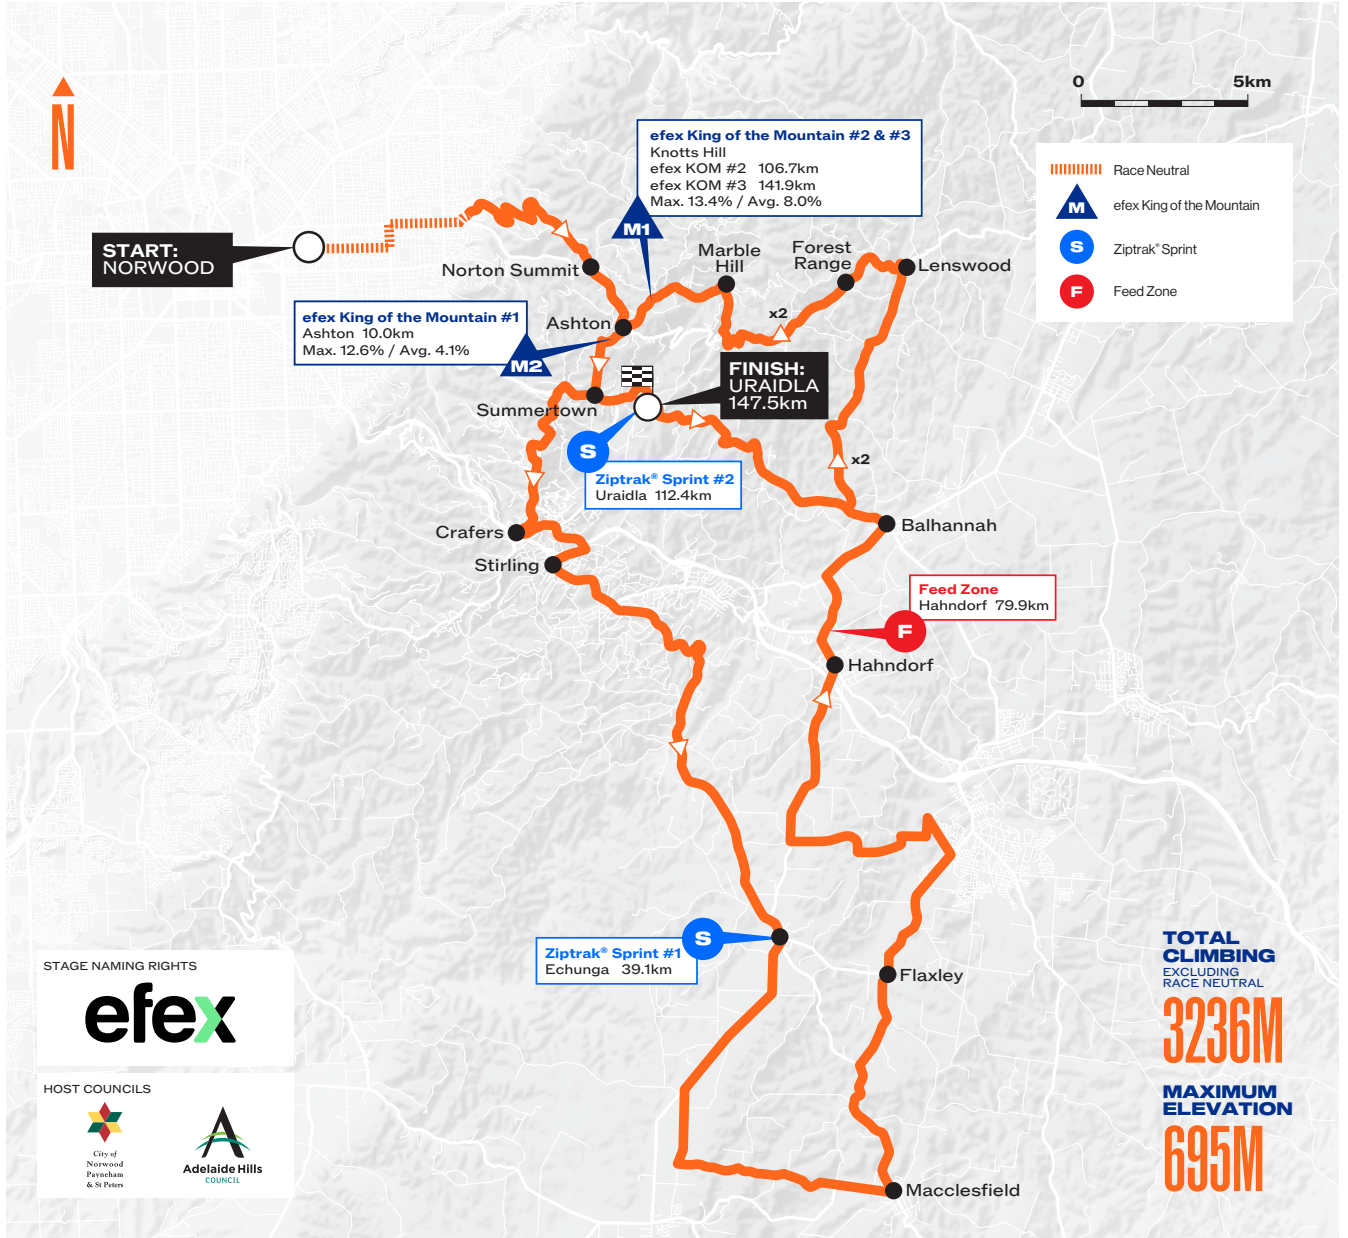 N
0 5km
efex King of the Mountain #2 & #3
Knotts Hill
efex KOM #2 106.7km
efex KOM #3 141.9km
Max. 13.4% / Avg. 8.0%
M1
Race Neutral
M efex King of the Mountain
S Ziptrak® Sprint
F Feed Zone
START:
NORWOOD
Norton Summit
Marble
Hill
Forest
Range
Lenswood
x2
efex King of the Mountain #1
Ashton 10.0km
Max. 12.6% / Avg. 4.1%
M2
Ashton
FINISH:
URAIDLA
147.5km
Summertown
S
Ziptrak® Sprint #2
Uraidla 112.4km
x2
Crafers
Stirling
Balhannah
Feed Zone
Hahndorf 79.9km
F
Hahndorf
S
Ziptrak® Sprint #1
Echunga 39.1km
Flaxley
Macclesfield
STAGE NAMING RIGHTS
efex
HOST COUNCILS
City of
Norwood
Payneham
& St Peters
Adelaide Hills
COUNCIL
TOTAL
CLIMBING
EXCLUDING
RACE NEUTRAL
3236M
MAXIMUM
ELEVATION
695M